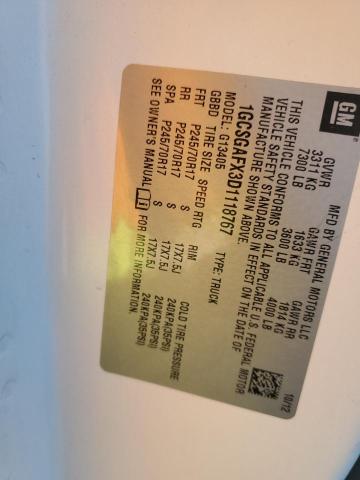 GM
MFD BY GENERAL MOTORS LLC
10/12
GVWR GAWR FRT GAWR RR
3311 KG 1633 KG 1814 KG
7300 LB 3600 LB 4000 LB
THIS VEHICLE CONFORMS TO ALL APPLICABLE U.S. FEDERAL MOTOR
VEHICLE SAFETY STANDARDS IN EFFECT ON THE DATE OF
MANUFACTURE SHOWN ABOVE.
1GCSGAFX3D1118767 TYPE: TRUCK
MODEL: G13405
GBBD TIRE SIZE SPEED RTG RIM COLD TIRE PRESSURE
FRT P245/70R17 S 17X7.5J 240KPA(35PSI)
RR P245/70R17 S 17X7.5J 240KPA(35PSI)
SPA P245/70R17 S 17X7.5J 240KPA(35PSI)
SEE OWNER'S MANUAL FOR MORE INFORMATION.